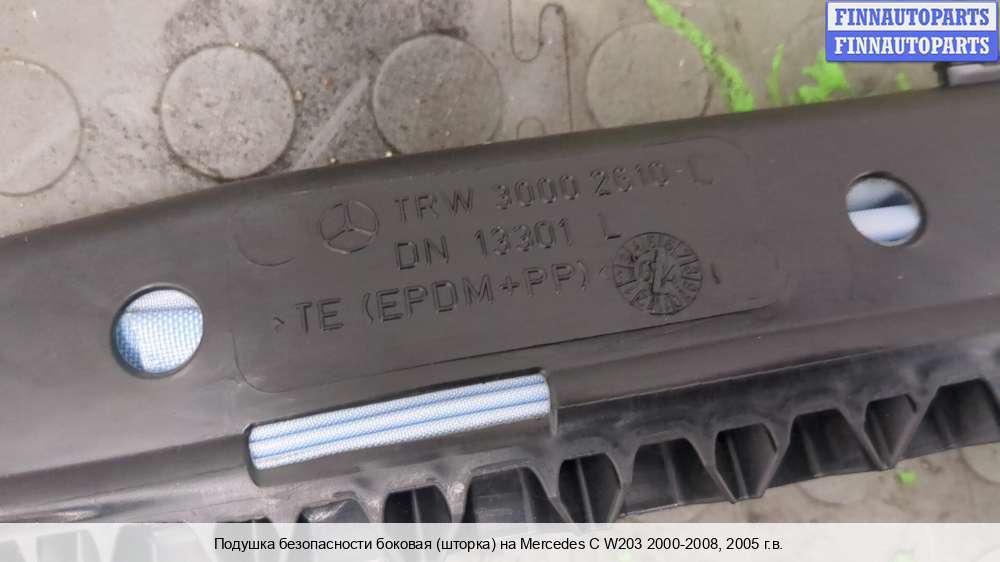 FINNAUTOPARTS
FINNAUTOPARTS
TRW 3000 2610-L
DN 13301 L
>TE (EPDM+PP)
Подушка безопасности боковая (шторка) на Mercedes C W203 2000-2008, 2005 г.в.